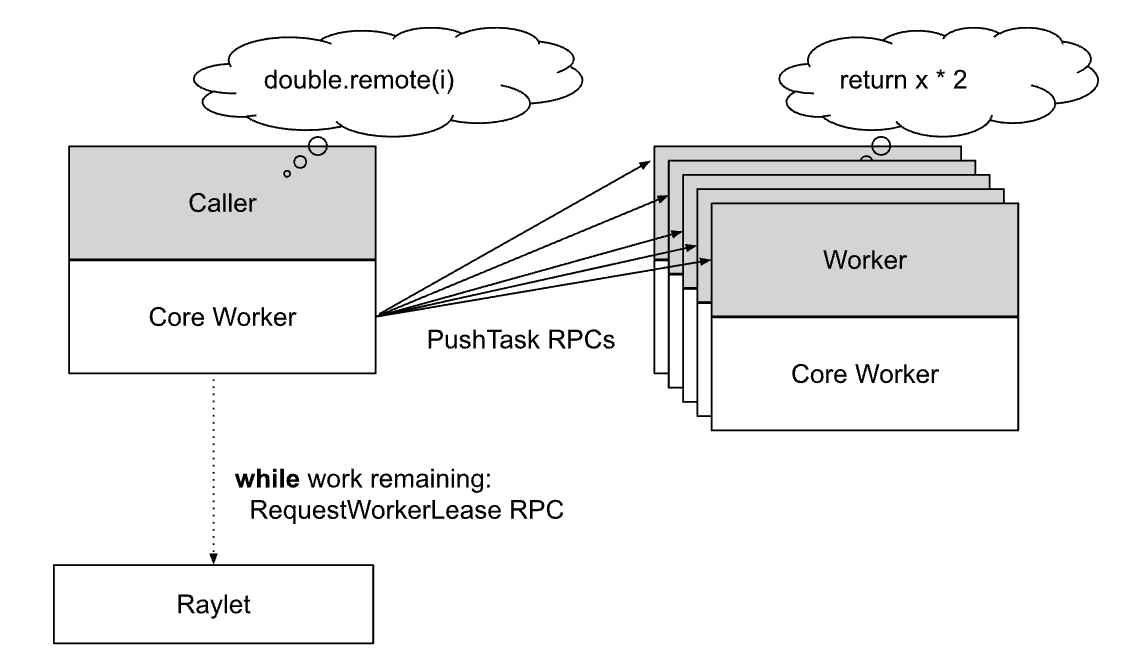 double.remote(i)
return x * 2
Caller
Worker
Core Worker
PushTask RPCs
Core Worker
while work remaining:
RequestWorkerLease RPC
Raylet